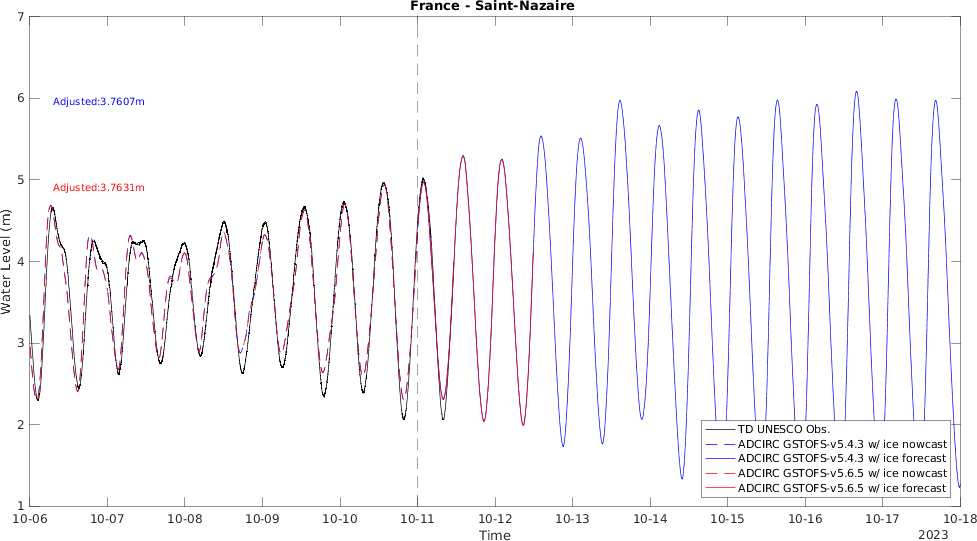 France - Saint-Nazaire
7
6
5
4
3
2
1
Water Level (m)
Adjusted:3.7607m
Adjusted:3.7631m
TD UNESCO Obs.
ADCIRC GSTOFS-v5.4.3 w/ ice nowcast
ADCIRC GSTOFS-v5.4.3 w/ ice forecast
ADCIRC GSTOFS-v5.6.5 w/ ice nowcast
ADCIRC GSTOFS-v5.6.5 w/ ice forecast
10-06 10-07 10-08 10-09 10-10 10-11 10-12 10-13 10-14 10-15 10-16 10-17 10-18
Time
2023